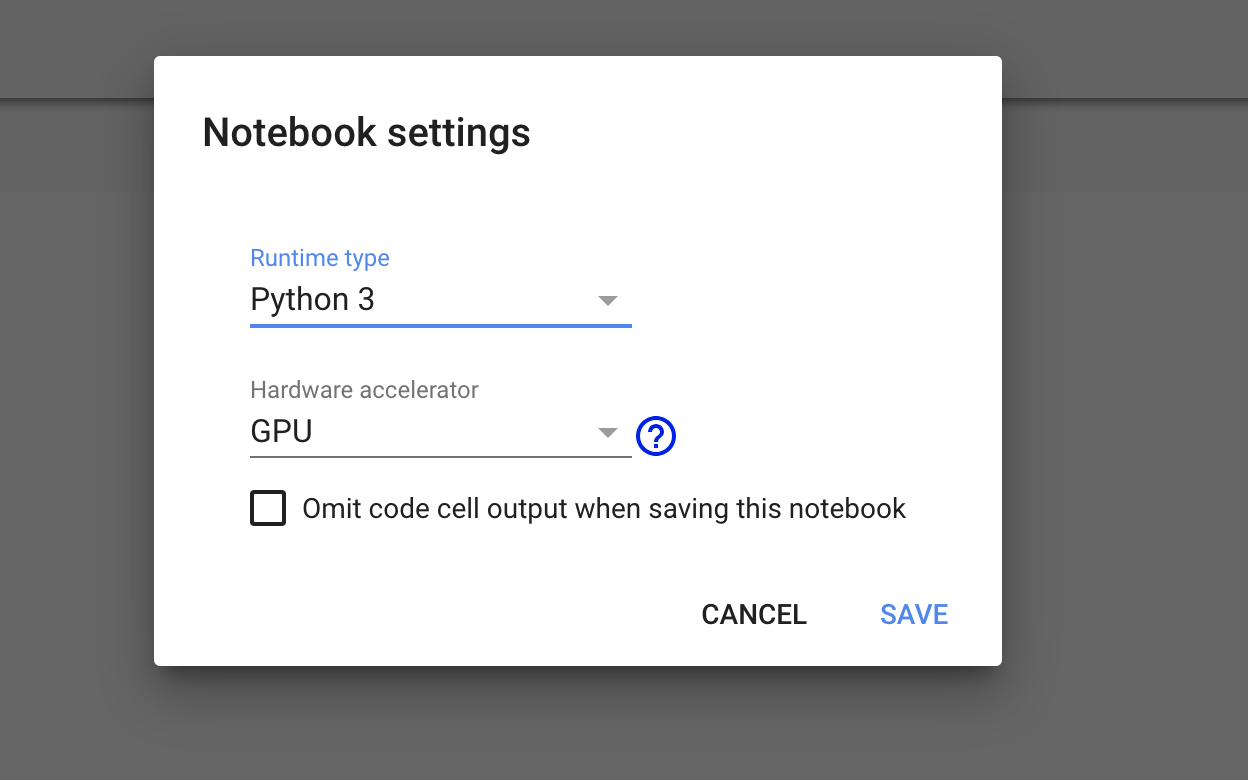 Notebook settings
Runtime type
Python 3
Hardware accelerator
GPU
?
Omit code cell output when saving this notebook
CANCEL SAVE